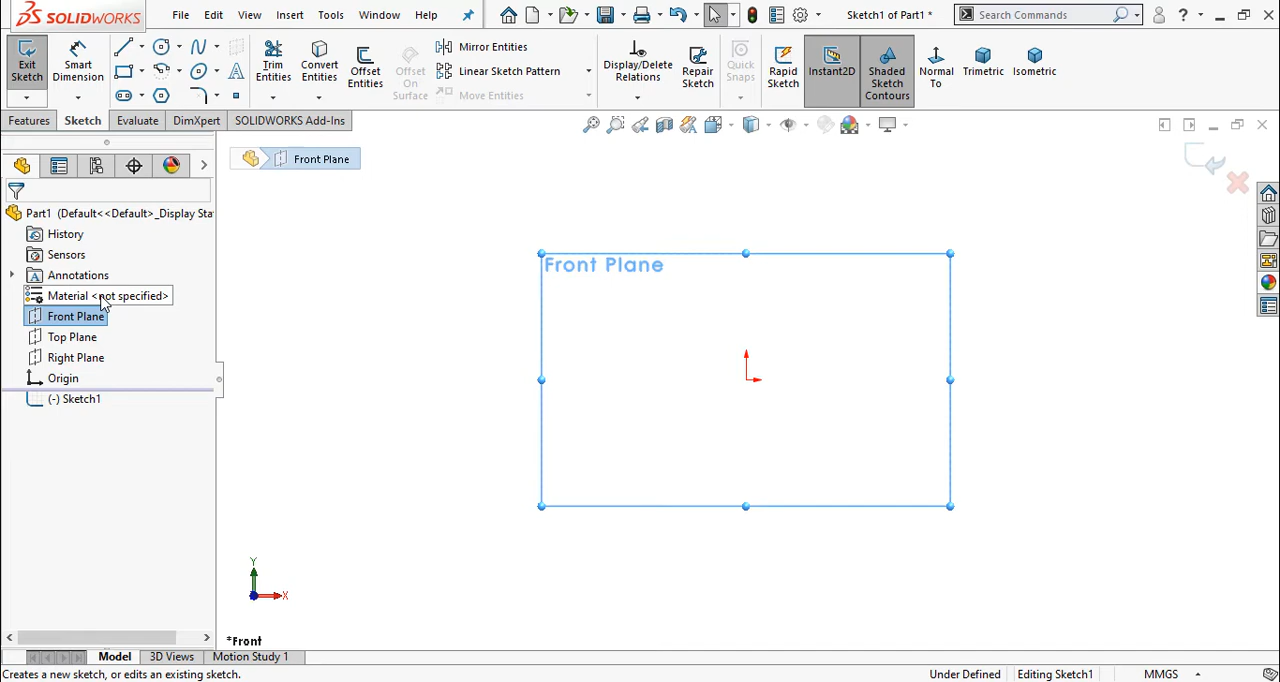 SOLIDWORKS File Edit View Insert Tools Window Help Sketch1 of Part1 * Search Commands ?
Exit Sketch
Smart Dimension
Trim Entities
Convert Entities
Offset Entities
Offset On Surface
Mirror Entities
Linear Sketch Pattern
Move Entities
Display/Delete Relations
Repair Sketch
Quick Snaps
Rapid Sketch
Instant2D
Shaded Sketch Contours
Normal To
Trimetric
Isometric
Features Sketch Evaluate DimXpert SOLIDWORKS Add-Ins
Front Plane
Part1 (Default<<Default>_Display Sta
History
Sensors
Annotations
Material <not specified>
Front Plane
Top Plane
Right Plane
Origin
(-) Sketch1
Front Plane
Y
X
*Front
Model 3D Views Motion Study 1
Creates a new sketch, or edits an existing sketch. Under Defined Editing Sketch1 MMGS